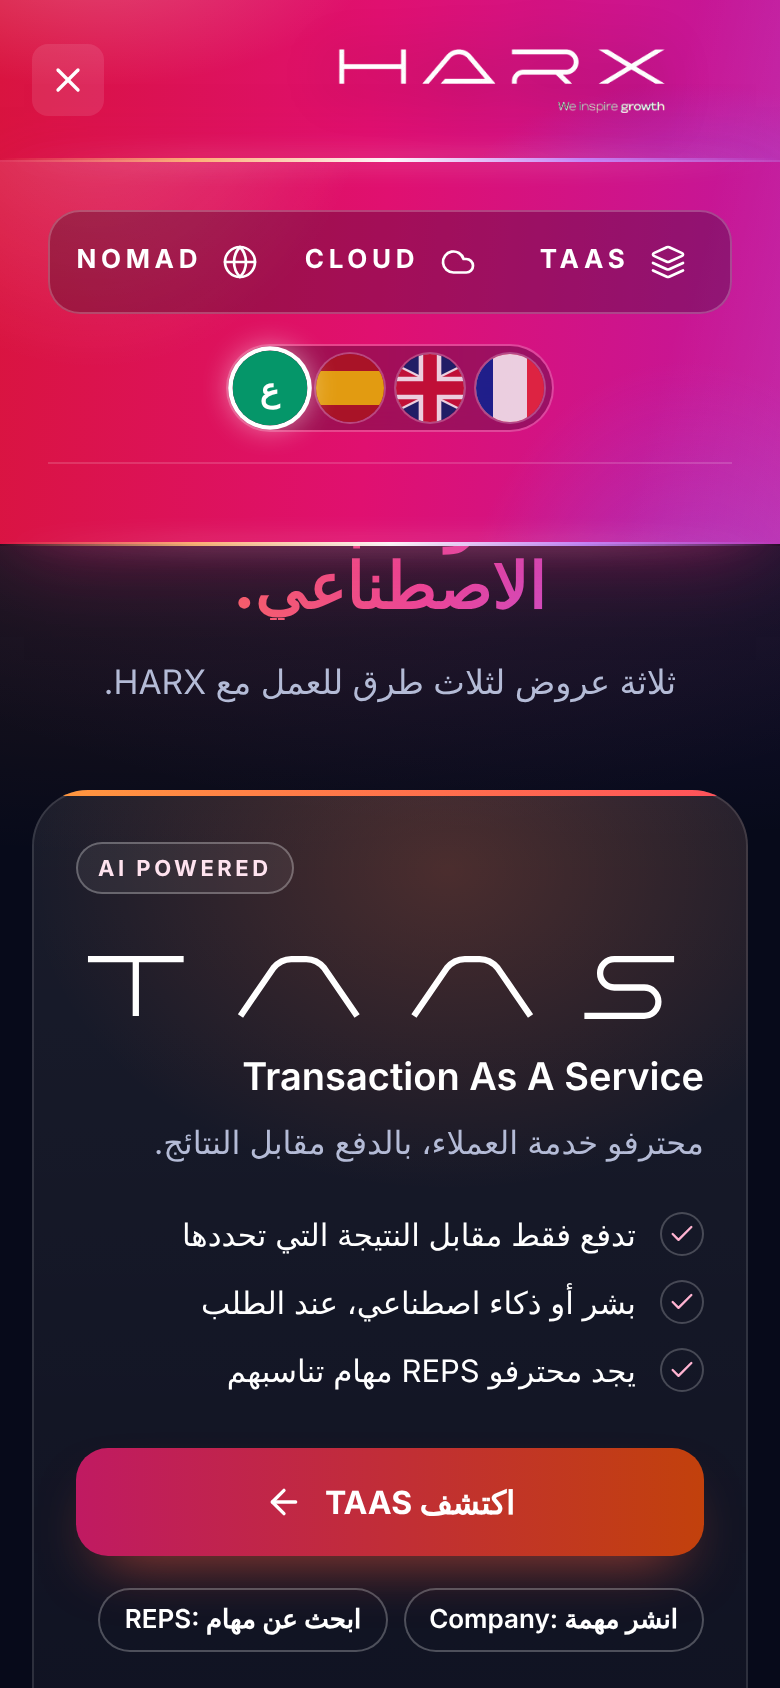 HARX
We inspire growth
NOMAD
CLOUD
TAAS
ع
الاصطناعي.
ثلاثة عروض لثلاث طرق للعمل مع HARX.
AI POWERED
TAAS
Transaction As A Service
محترفو خدمة العملاء، بالدفع مقابل النتائج.
تدفع فقط مقابل النتيجة التي تحددها
بشر أو ذكاء اصطناعي، عند الطلب
يجد محترفو REPS مهام تناسبهم
اكتشف TAAS
Company: انشر مهمة
REPS: ابحث عن مهام